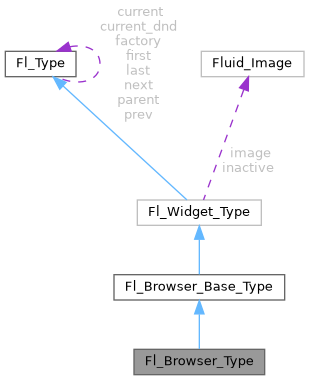 current
current_dnd
factory
first
last
next
parent
prev
Fl_Type
Fluid_Image
image
inactive
Fl_Widget_Type
Fl_Browser_Base_Type
Fl_Browser_Type